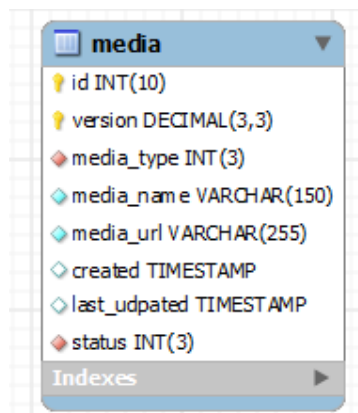 media
id INT(10)
version DECIMAL(3,3)
media_type INT(3)
media_name VARCHAR(150)
media_url VARCHAR(255)
created TIMESTAMP
last_udpated TIMESTAMP
status INT(3)
Indexes